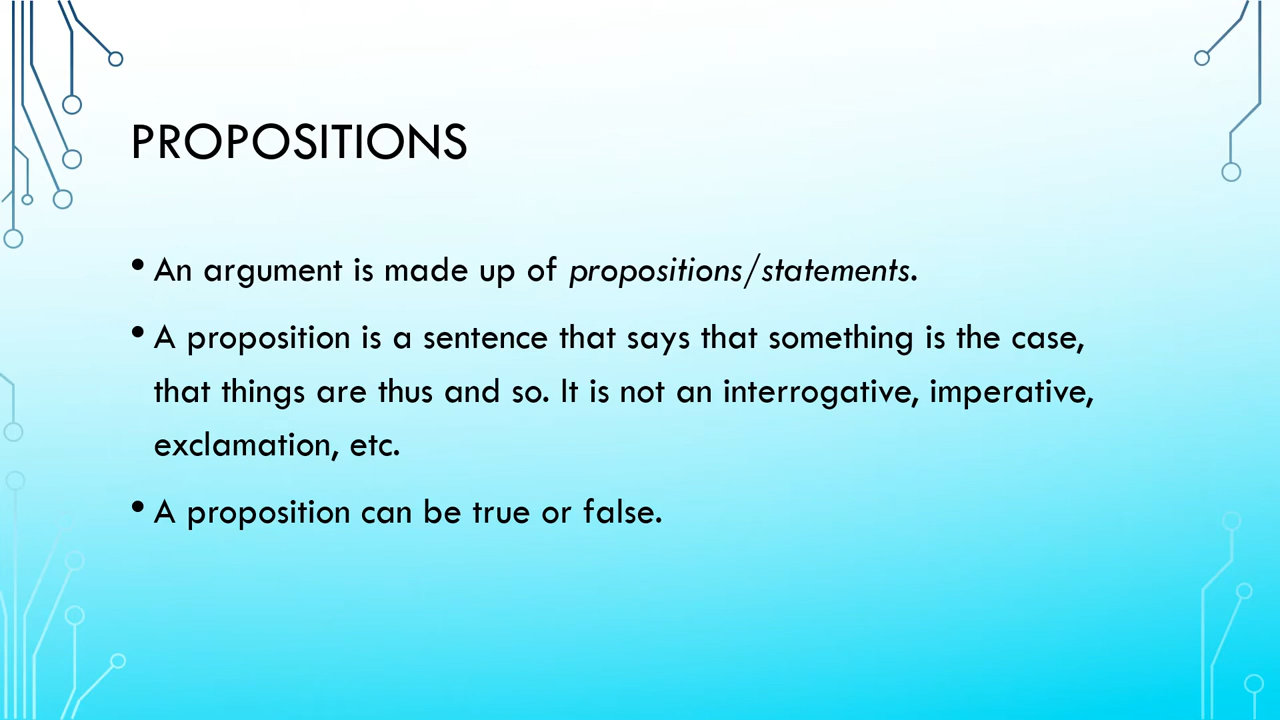 PROPOSITIONS
• An argument is made up of propositions/statements.
• A proposition is a sentence that says that something is the case,
that things are thus and so. It is not an interrogative, imperative,
exclamation, etc.
• A proposition can be true or false.